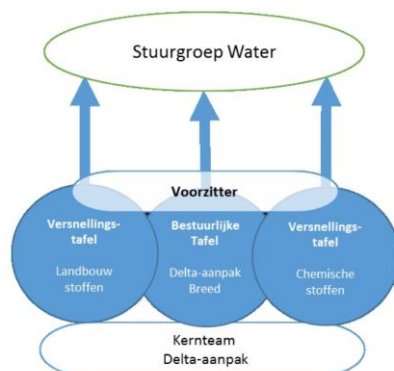 Stuurgroep Water
Voorzitter
Versnellings-
tafel
Landbouw
stoffen
Bestuurlijke
Tafel
Delta-aanpak
Breed
Versnellings-
tafel
Chemische
stoffen
Kernteam
Delta-aanpak